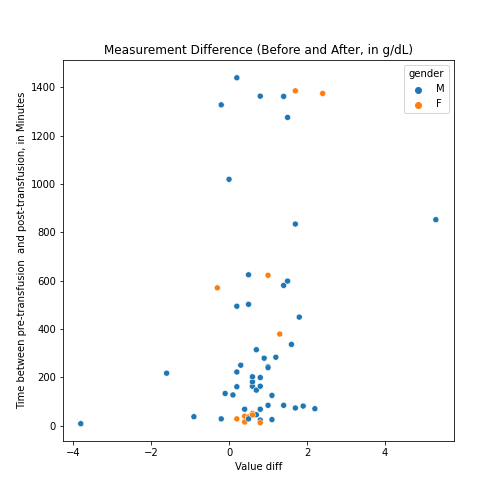 Measurement Difference (Before and After, in g/dL)
gender
M
F
1400
1200
1000
800
600
400
200
0
Time between pre-transfusion and post-transfusion, in Minutes
−4
−2
0
2
4
Value diff